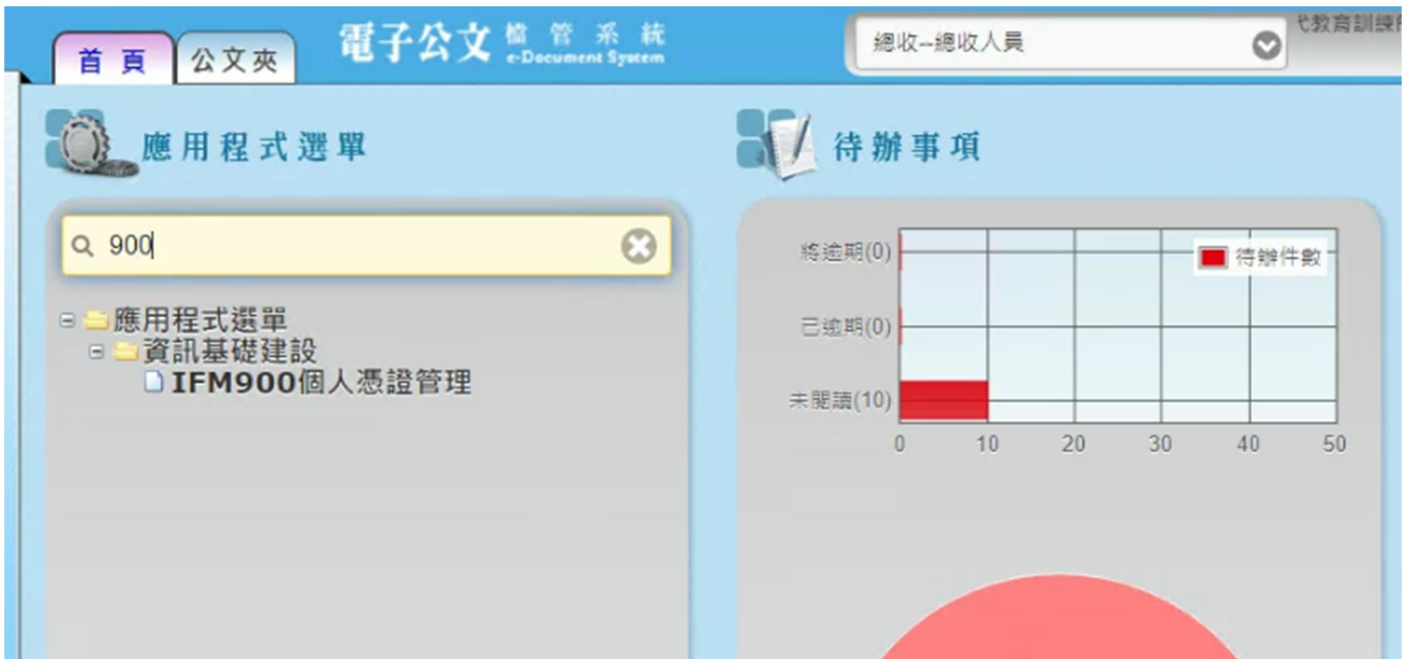 首頁
公文夾
電子公文 檔管系統
e-Document System
總收--總收人員
教育訓練
應用程式選單
待辦事項
900
應用程式選單
資訊基礎建設
IFM900個人憑證管理
將逾期(0)
已逾期(0)
未閱讀(10)
待辦件數
0 10 20 30 40 50